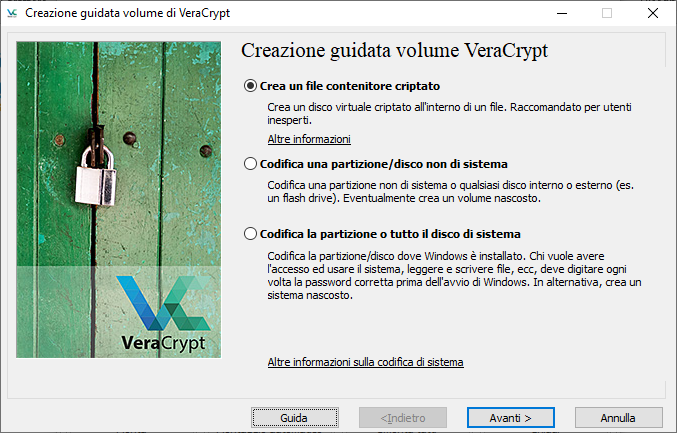 Creazione guidata volume di VeraCrypt
Creazione guidata volume VeraCrypt
Crea un file contenitore criptato
Crea un disco virtuale criptato all'interno di un file. Raccomandato per utenti
inesperti.
Altre informazioni
Codifica una partizione/disco non di sistema
Codifica una partizione non di sistema o qualsiasi disco interno o esterno (es.
un flash drive). Eventualmente crea un volume nascosto.
Codifica la partizione o tutto il disco di sistema
Codifica la partizione/disco dove Windows è installato. Chi vuole avere
l'accesso ed usare il sistema, leggere e scrivere file, ecc, deve digitare ogni
volta la password corretta prima dell'avvio di Windows. In alternativa, crea un
sistema nascosto.
VeraCrypt
Altre informazioni sulla codifica di sistema
Guida
<Indietro
Avanti >
Annulla